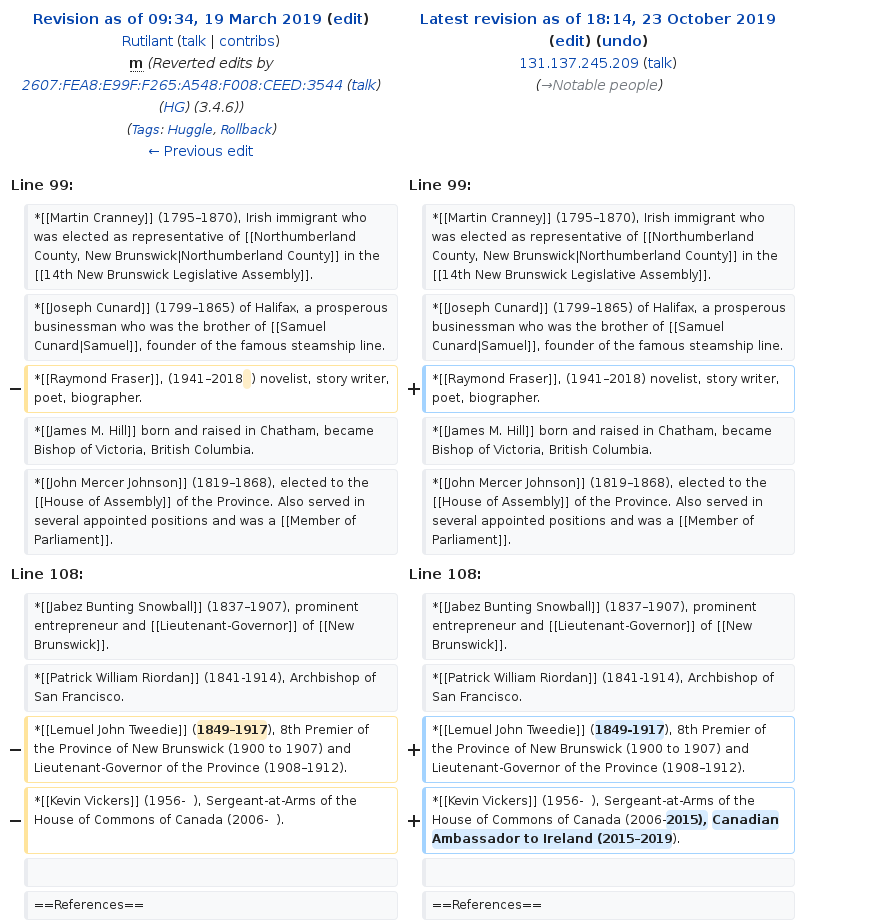 Revision as of 09:34, 19 March 2019 (edit)
Rutilant (talk | contribs)
m (Reverted edits by
2607:FEA8:E99F:F265:A548:F008:CEED:3544 (talk)
(HG) (3.4.6))
(Tags: Huggle, Rollback)
← Previous edit
Latest revision as of 18:14, 23 October 2019
(edit) (undo)
131.137.245.209 (talk)
(→Notable people)
Line 99:
Line 99:
*[[Martin Cranney]] (1795–1870), Irish immigrant who
was elected as representative of [[Northumberland
County, New Brunswick|Northumberland County]] in the
[[14th New Brunswick Legislative Assembly]].
*[[Martin Cranney]] (1795–1870), Irish immigrant who
was elected as representative of [[Northumberland
County, New Brunswick|Northumberland County]] in the
[[14th New Brunswick Legislative Assembly]].
*[[Joseph Cunard]] (1799–1865) of Halifax, a prosperous
businessman who was the brother of [[Samuel
Cunard|Samuel]], founder of the famous steamship line.
*[[Joseph Cunard]] (1799–1865) of Halifax, a prosperous
businessman who was the brother of [[Samuel
Cunard|Samuel]], founder of the famous steamship line.
− *[[Raymond Fraser]], (1941–2018 ) novelist, story writer,
poet, biographer.
+ *[[Raymond Fraser]], (1941–2018) novelist, story writer,
poet, biographer.
*[[James M. Hill]] born and raised in Chatham, became
Bishop of Victoria, British Columbia.
*[[James M. Hill]] born and raised in Chatham, became
Bishop of Victoria, British Columbia.
*[[John Mercer Johnson]] (1819–1868), elected to the
[[House of Assembly]] of the Province. Also served in
several appointed positions and was a [[Member of
Parliament]].
*[[John Mercer Johnson]] (1819–1868), elected to the
[[House of Assembly]] of the Province. Also served in
several appointed positions and was a [[Member of
Parliament]].
Line 108:
Line 108:
*[[Jabez Bunting Snowball]] (1837–1907), prominent
entrepreneur and [[Lieutenant-Governor]] of [[New
Brunswick]].
*[[Jabez Bunting Snowball]] (1837–1907), prominent
entrepreneur and [[Lieutenant-Governor]] of [[New
Brunswick]].
*[[Patrick William Riordan]] (1841-1914), Archbishop of
San Francisco.
*[[Patrick William Riordan]] (1841-1914), Archbishop of
San Francisco.
− *[[Lemuel John Tweedie]] (1849–1917), 8th Premier of
the Province of New Brunswick (1900 to 1907) and
Lieutenant-Governor of the Province (1908–1912).
+ *[[Lemuel John Tweedie]] (1849-1917), 8th Premier of
the Province of New Brunswick (1900 to 1907) and
Lieutenant-Governor of the Province (1908–1912).
− *[[Kevin Vickers]] (1956-  ), Sergeant-at-Arms of the
House of Commons of Canada (2006-  ).
+ *[[Kevin Vickers]] (1956-  ), Sergeant-at-Arms of the
House of Commons of Canada (2006-2015), Canadian
Ambassador to Ireland (2015–2019).
==References==
==References==